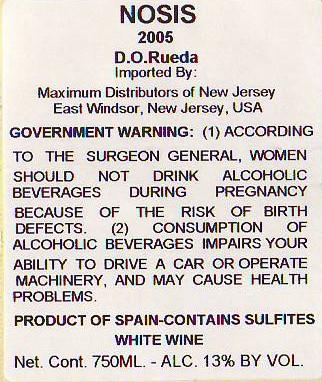 NOSIS
2005
D.O.Rueda
Imported By:
Maximum Distributors of New Jersey
East Windsor, New Jersey, USA
GOVERNMENT WARNING: (1) ACCORDING
TO THE SURGEON GENERAL, WOMEN
SHOULD NOT DRINK ALCOHOLIC
BEVERAGES DURING PREGNANCY
BECAUSE OF THE RISK OF BIRTH
DEFECTS. (2) CONSUMPTION OF
ALCOHOLIC BEVERAGES IMPAIRS YOUR
ABILITY TO DRIVE A CAR OR OPERATE
MACHINERY, AND MAY CAUSE HEALTH
PROBLEMS.
PRODUCT OF SPAIN-CONTAINS SULFITES
WHITE WINE
Net. Cont. 750ML. - ALC. 13% BY VOL.